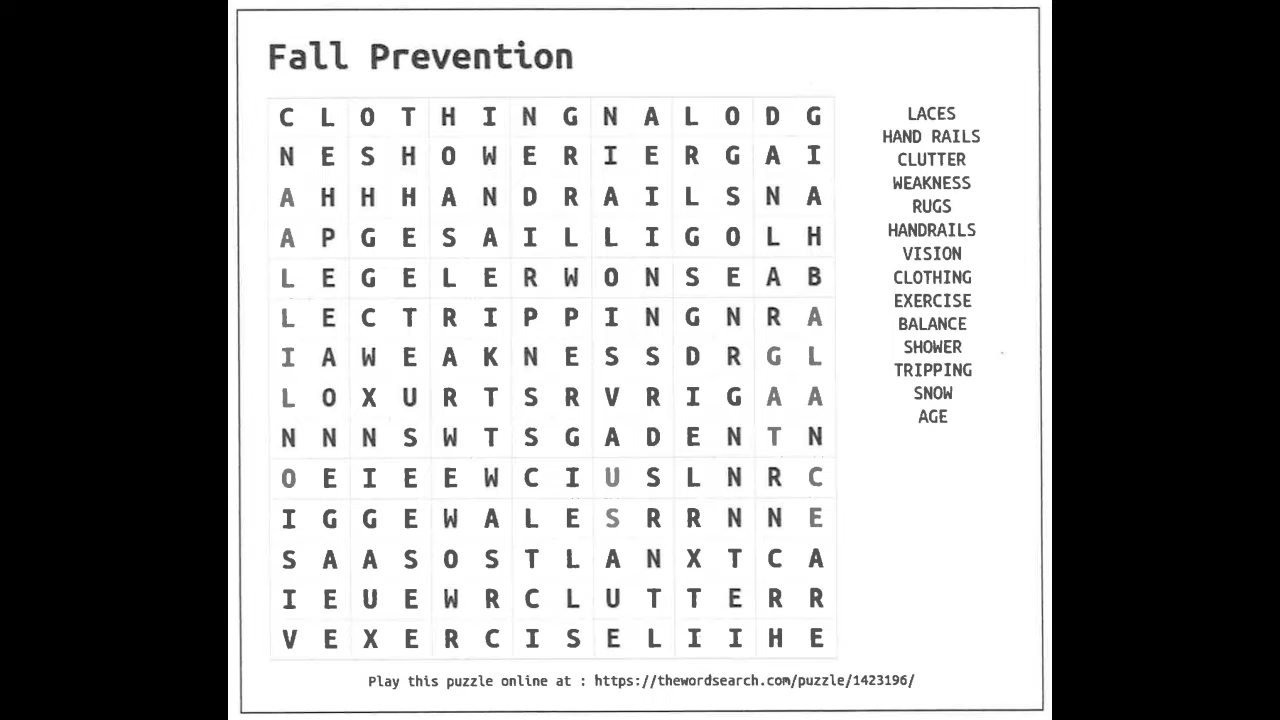 Fall Prevention
C L O T H I N G N A L O D G
N E S H O W E R I E R G A I
A H H H A N D R A I L S N A
A P G E S A I L L I G O L H
L E G E L E R W O N S E A B
L E C T R I P P I N G N R A
I A W E A K N E S S D R G L
L O X U R T S R V R I G A A
N N N S W T S G A D E N T N
O E I E E W C I U S L N R C
I G G E W A L E S R R N N E
S A A S O S T L A N X T C A
I E U E W R C L U T T E R R
V E X E R C I S E L I I H E
LACES
HAND RAILS
CLUTTER
WEAKNESS
RUGS
HANDRAILS
VISION
CLOTHING
EXERCISE
BALANCE
SHOWER
TRIPPING
SNOW
AGE
Play this puzzle online at : https://thewordsearch.com/puzzle/1423196/